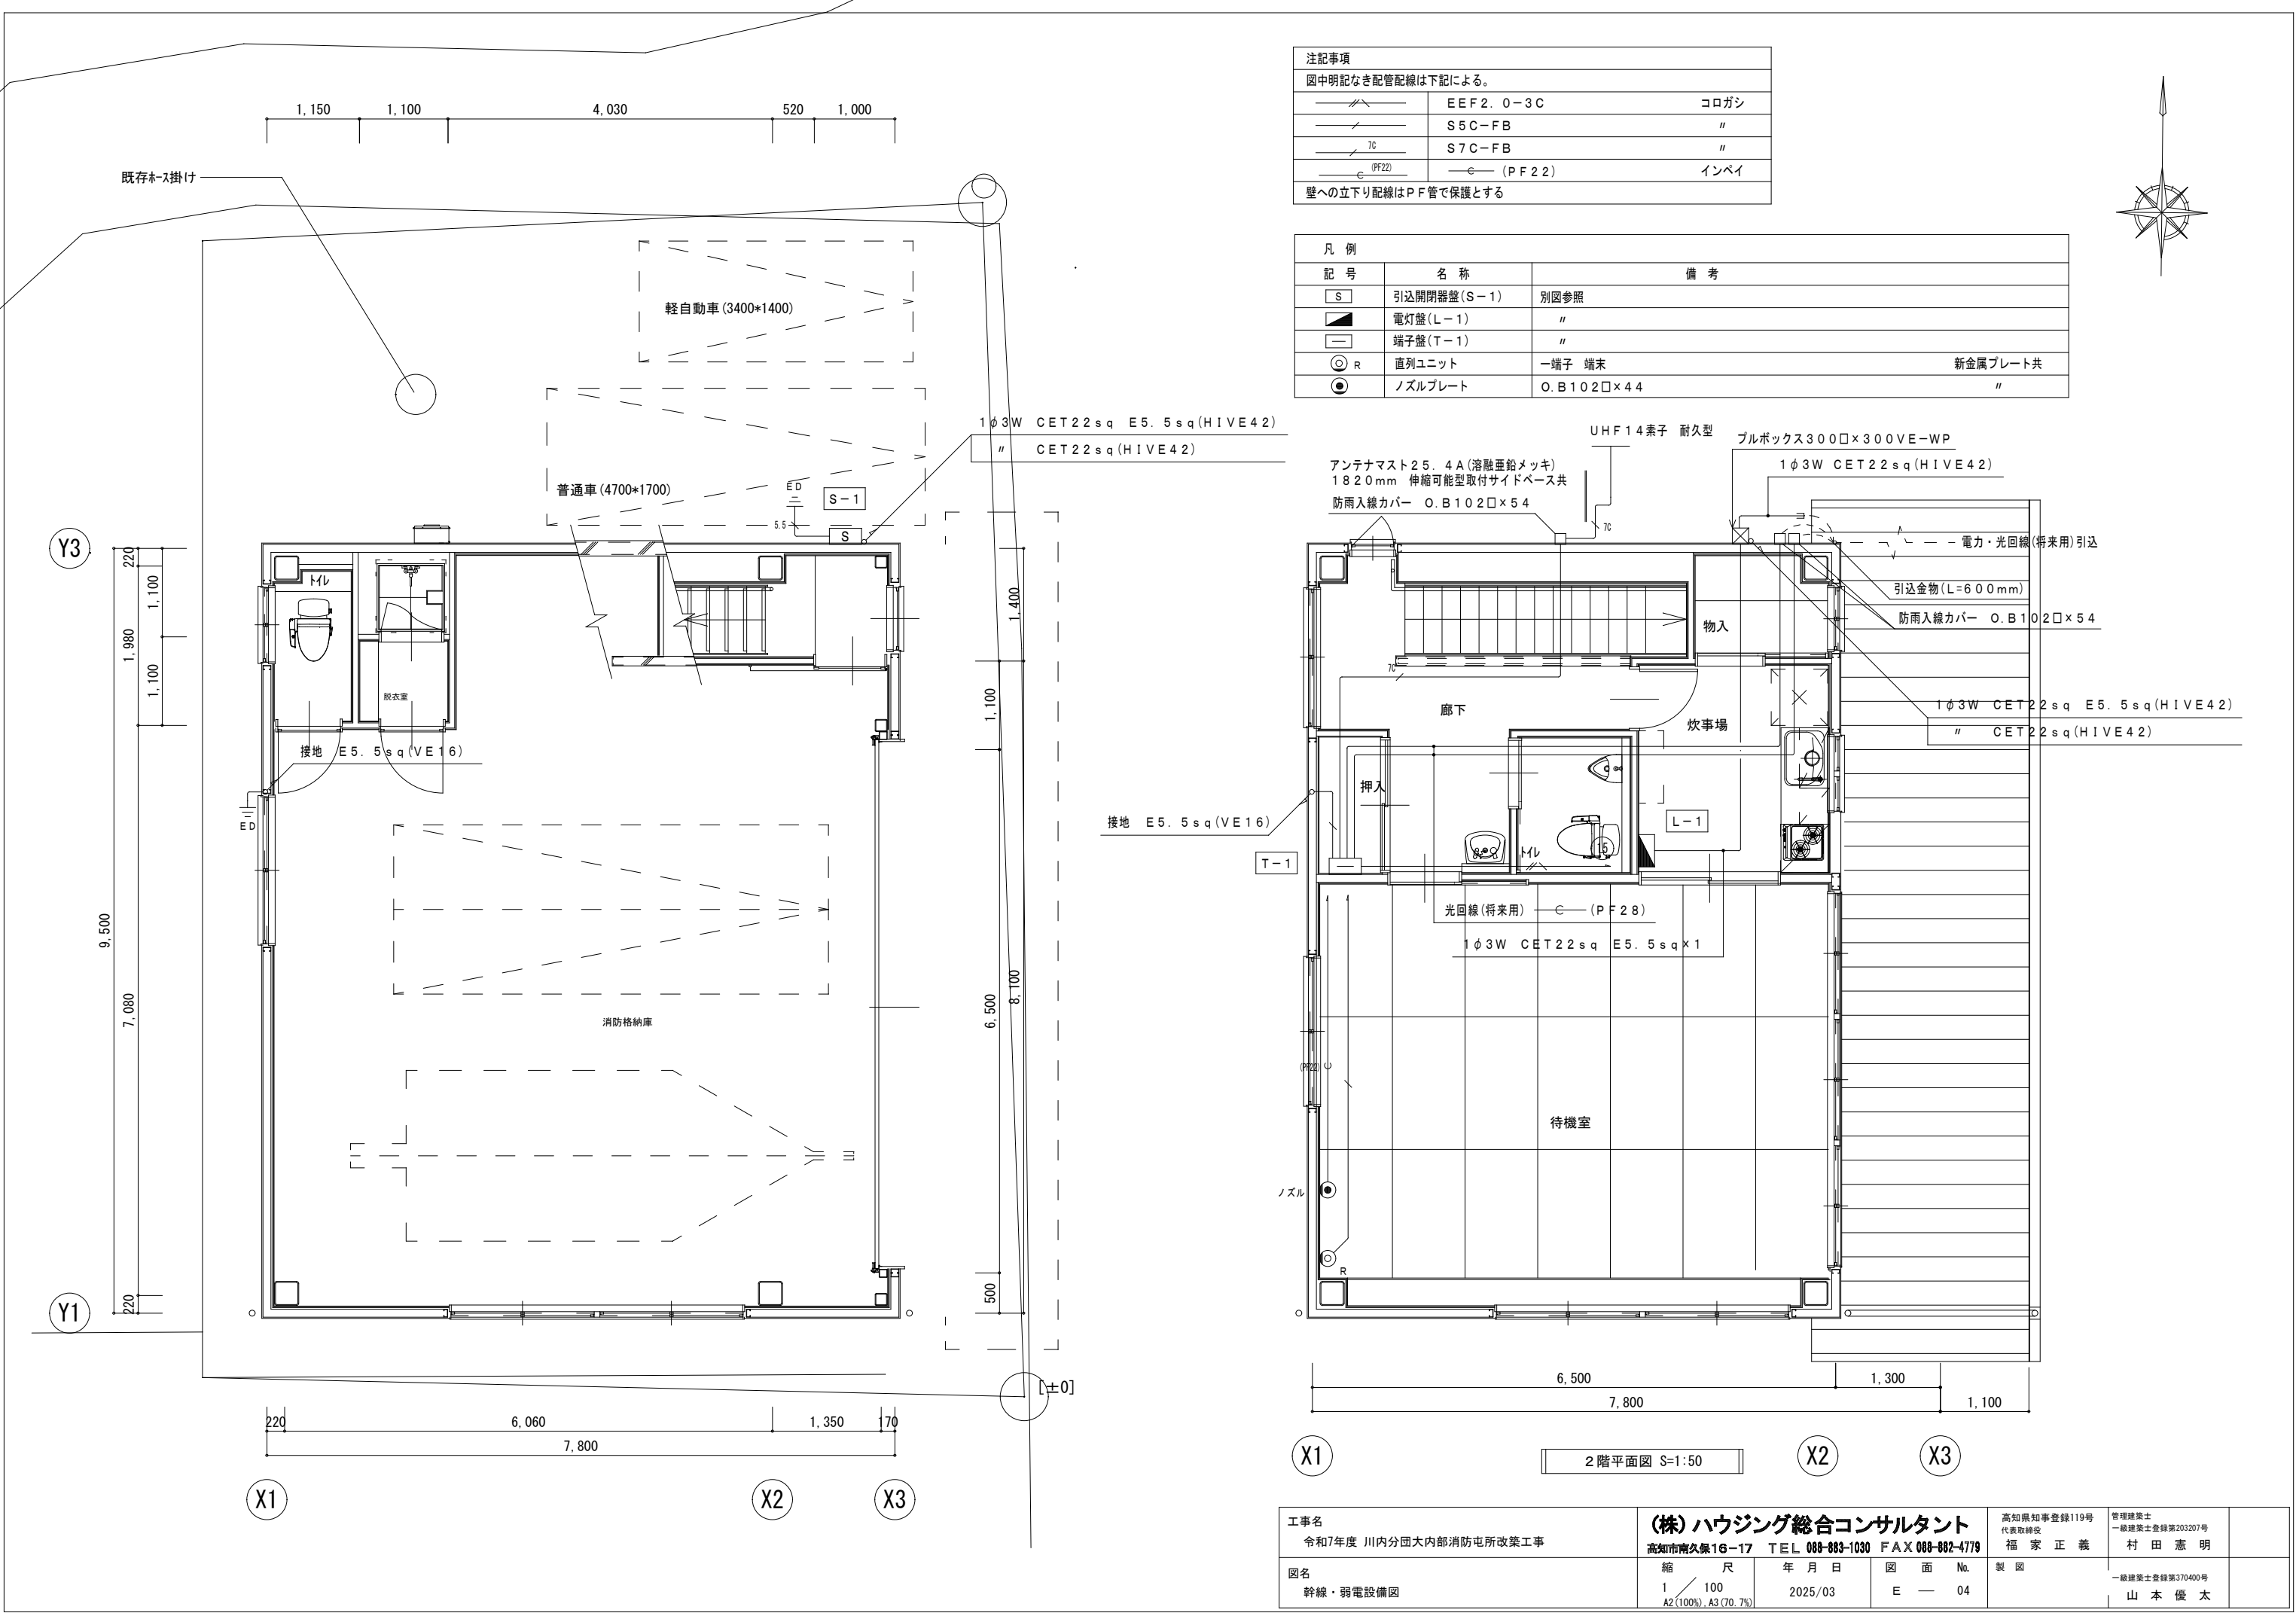 注記事項
図中明記なき配管配線は下記による。
EEF2.0-3C コロガシ
S5C-FB 〃
7C S7C-FB 〃
(PF22) C C (PF22) インペイ
壁への立下り配線はPF管で保護とする
凡 例
記 号 名 称 備 考
S 引込開閉器盤(S-1) 別図参照
電灯盤(L-1) 〃
端子盤(T-1) 〃
R 直列ユニット 一端子 端末 新金属プレート共
ノズルプレート O.B102□×44 〃
1,150 1,100 4,030 520 1,000
既存ホース掛け
軽自動車(3400*1400)
普通車(4700*1700)
1φ3W CET22sq E5.5sq(HIVE42)
〃 CET22sq(HIVE42)
ED
S-1
5.5
S
Y3
220
1,100
1,980
1,100
9,500
7,080
220
Y1
トイレ
脱衣室
接地 E5.5sq(VE16)
ED
消防格納庫
1,400
1,100
6,500
8,100
500
[±0]
220 6,060 1,350 170
7,800
X1 X2 X3
UHF14素子 耐久型
アンテナマスト25.4A(溶融亜鉛メッキ)
1820mm 伸縮可能型取付サイドベース共
防雨入線カバー O.B102□×54
7C
プルボックス300□×300VE-WP
1φ3W CET22sq(HIVE42)
電力・光回線(将来用)引込
引込金物(L=600mm)
防雨入線カバー O.B102□×54
1φ3W CET22sq E5.5sq(HIVE42)
〃 CET22sq(HIVE42)
物入
7C
廊下
炊事場
押入
接地 E5.5sq(VE16)
T-1
L-1
トイレ
15
光回線(将来用) C (PF28)
1φ3W CET22sq E5.5sq×1
(PF22) C
待機室
ノズル
R
6,500 1,300
7,800 1,100
X1 X2 X3
2階平面図 S=1:50
工事名
令和7年度 川内分団大内部消防屯所改築工事
図名
幹線・弱電設備図
(株)ハウジング総合コンサルタント
高知市南久保16-17 TEL 088-883-1030 FAX 088-882-4779
縮 尺
1/100
A2(100%),A3(70.7%)
年 月 日
2025/03
図 面 No.
E — 04
高知県知事登録119号
代表取締役
福 家 正 義
製 図
管理建築士
一級建築士登録第203207号
村 田 憲 明
一級建築士登録第370400号
山 本 優 太